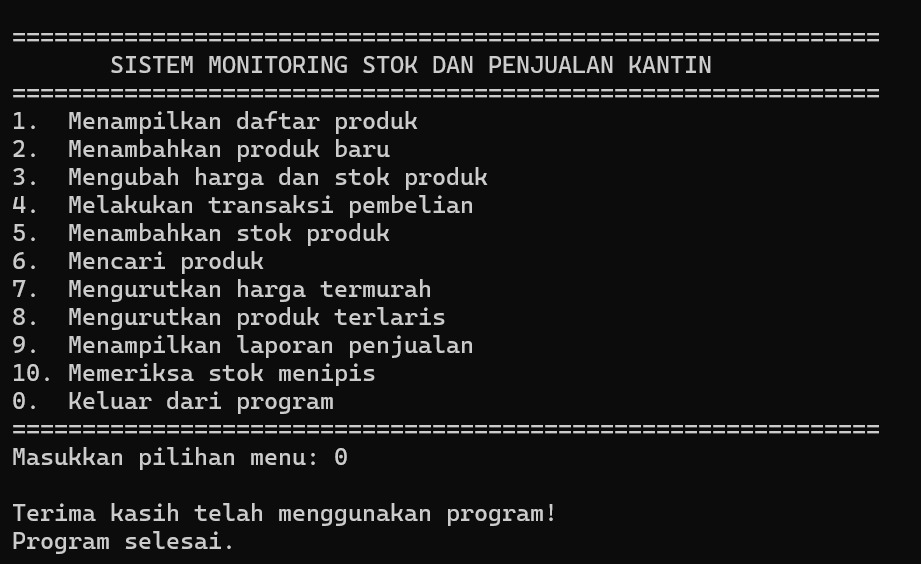 ==============================================================
SISTEM MONITORING STOK DAN PENJUALAN KANTIN
==============================================================
1.  Menampilkan daftar produk
2.  Menambahkan produk baru
3.  Mengubah harga dan stok produk
4.  Melakukan transaksi pembelian
5.  Menambahkan stok produk
6.  Mencari produk
7.  Mengurutkan harga termurah
8.  Mengurutkan produk terlaris
9.  Menampilkan laporan penjualan
10. Memeriksa stok menipis
0.  Keluar dari program
==============================================================
Masukkan pilihan menu: 0
Terima kasih telah menggunakan program!
Program selesai.